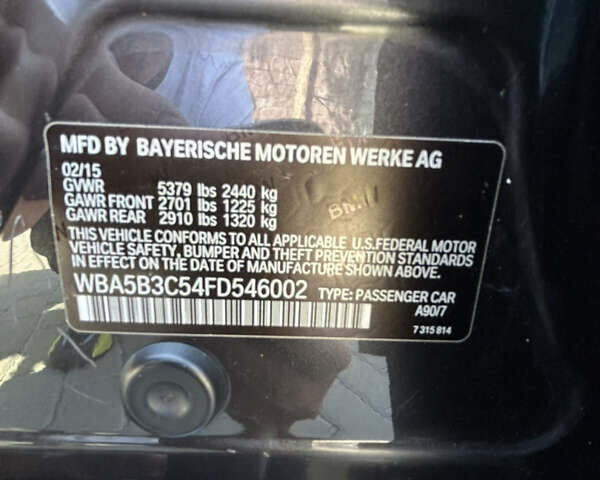 MFD BY BAYERISCHE MOTOREN WERKE AG
02/15
GVWR 5379 lbs 2440 kg
GAWR FRONT 2701 lbs 1225 kg
GAWR REAR 2910 lbs 1320 kg
THIS VEHICLE CONFORMS TO ALL APPLICABLE U.S.FEDERAL MOTOR
VEHICLE SAFETY, BUMPER AND THEFT PREVENTION STANDARDS
IN EFFECT ON THE DATE OF MANUFACTURE SHOWN ABOVE.
WBA5B3C54FD546002 TYPE: PASSENGER CAR
A90/7
7 315 814